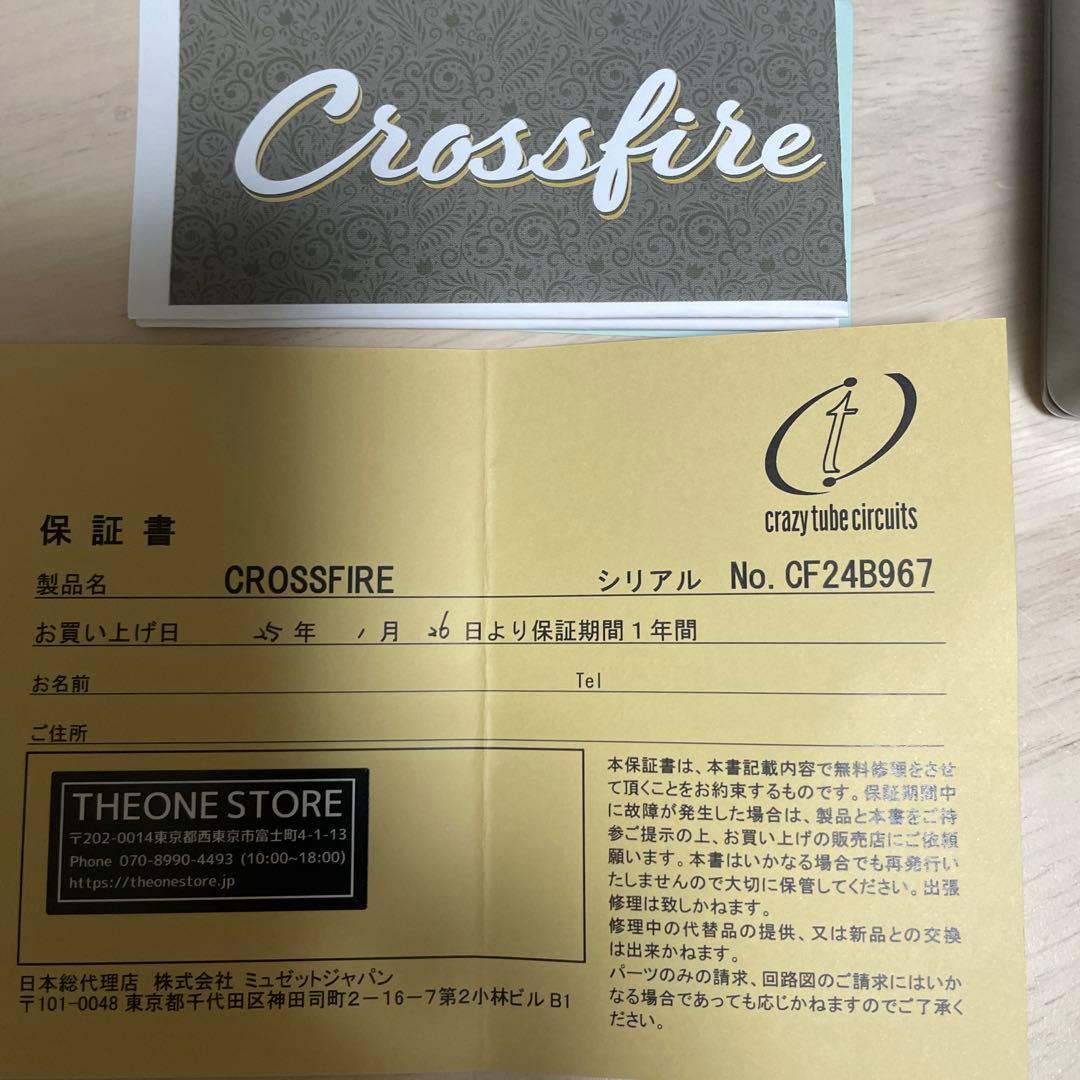 Crossfire
t
crazy tube circuits
保証書
製品名 CROSSFIRE シリアル No. CF24B967
お買い上げ日 25年 1月 26日より保証期間1年間
お名前 Tel
ご住所
THEONE STORE
〒202-0014東京都西東京市富士町4-1-13
Phone 070-8990-4493 (10:00~18:00)
https://theonestore.jp
日本総代理店 株式会社 ミュゼットジャパン
〒101-0048 東京都千代田区神田司町2-16-7第2小林ビル B1
本保証書は、本書記載内容で無料修理をさせ
て頂くことをお約束するものです。保証期間中
に故障が発生した場合は、製品と本書をご持
参ご提示の上、お買い上げの販売店にご依頼
願います。本書はいかなる場合でも再発行い
たしませんので大切に保管してください。出張
修理は致しかねます。
修理中の代替品の提供、又は新品との交換
は出来かねます。
パーツのみの請求、回路図のご請求にはいか
なる場合であっても応じかねますのでご了承く
ださい。